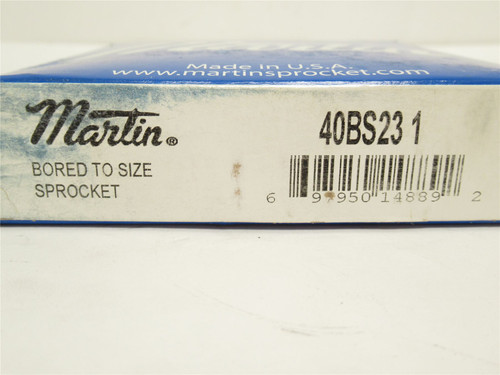 Made in U.S.A.
www.martinsprocket.com
Martin®
BORED TO SIZE
SPROCKET
40BS23 1
6 97950 14889 2